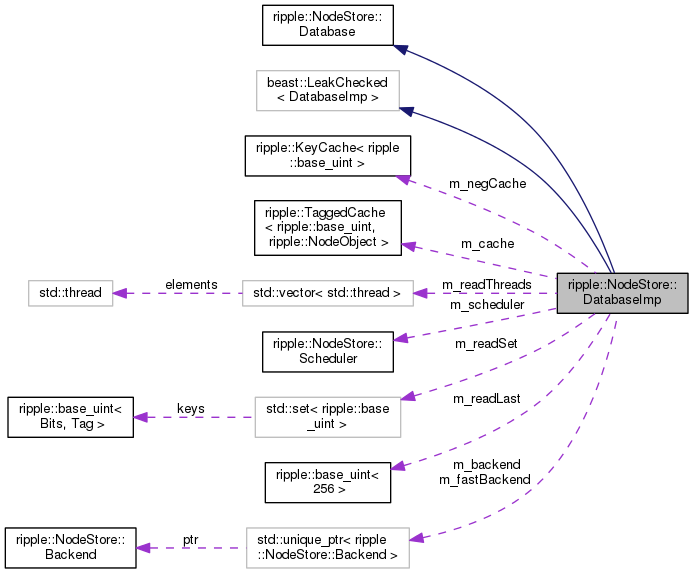 ripple::NodeStore::
Database
beast::LeakChecked
< DatabaseImp >
ripple::KeyCache< ripple
::base_uint >
m_negCache
ripple::TaggedCache
< ripple::base_uint,
ripple::NodeObject >
m_cache
std::thread
elements
std::vector< std::thread >
m_readThreads
ripple::NodeStore::
DatabaseImp
m_scheduler
ripple::NodeStore::
Scheduler
m_readSet
ripple::base_uint<
Bits, Tag >
keys
std::set< ripple::base
_uint >
m_readLast
ripple::base_uint<
256 >
m_backend
m_fastBackend
ripple::NodeStore::
Backend
ptr
std::unique_ptr< ripple
::NodeStore::Backend >